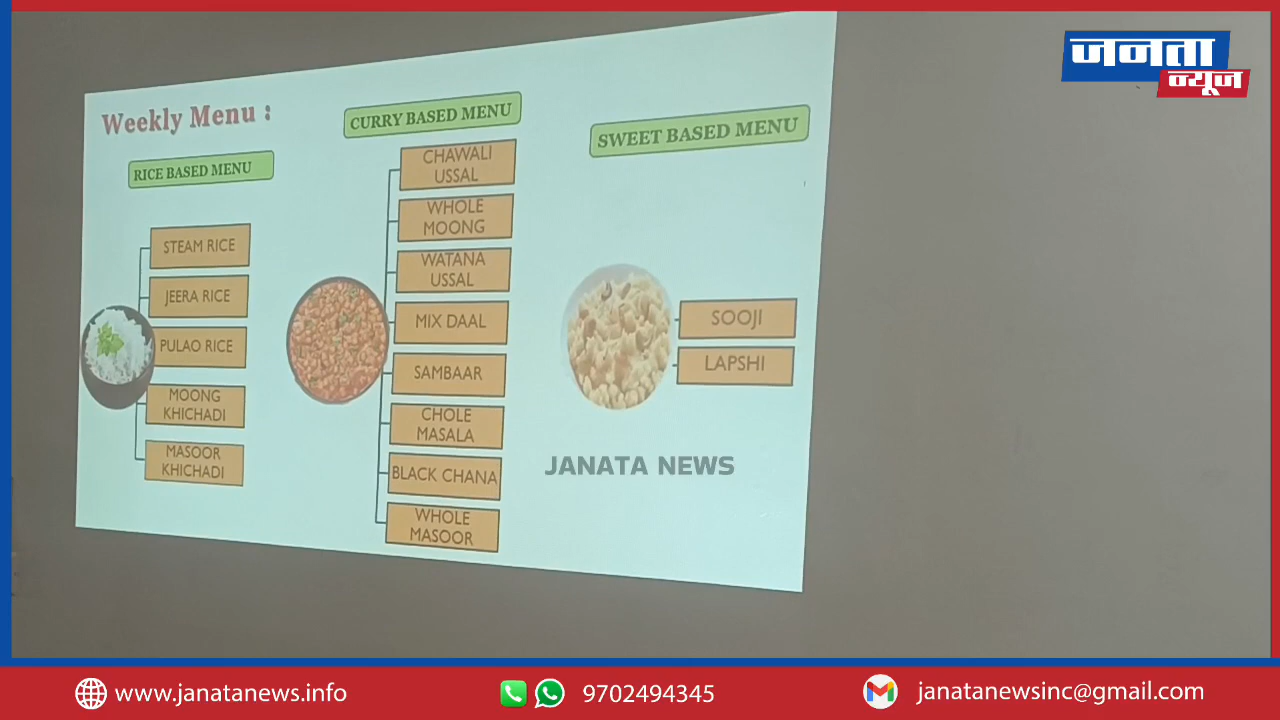 जनता
न्यूज
Weekly Menu :
RICE BASED MENU
STEAM RICE
JEERA RICE
PULAO RICE
MOONG
KHICHADI
MASOOR
KHICHADI
CURRY BASED MENU
CHAWALI
USSAL
WHOLE
MOONG
WATANA
USSAL
MIX DAAL
SAMBAAR
CHOLE
MASALA
BLACK CHANA
WHOLE
MASOOR
SWEET BASED MENU
SOOJI
LAPSHI
JANATA NEWS
www.janatanews.info
9702494345
janatanewsinc@gmail.com